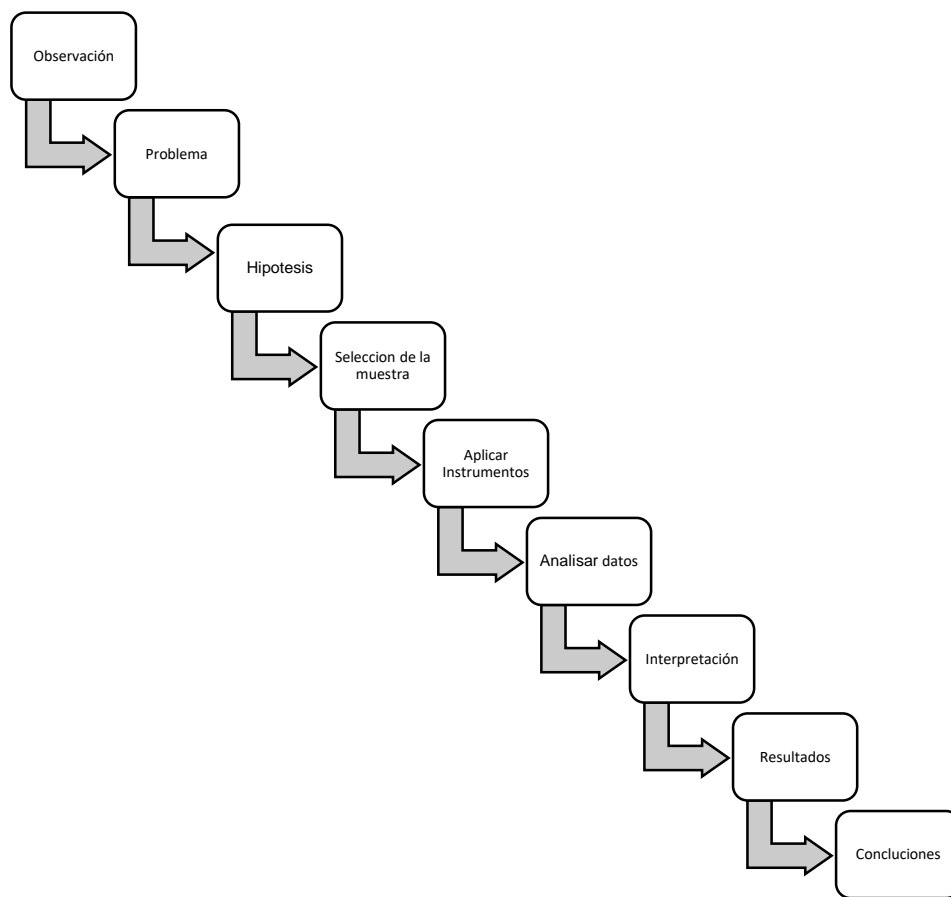 Observación
Problema
Hipotesis
Seleccion de la
muestra
Aplicar
Instrumentos
Analisar datos
Interpretación
Resultados
Concluciones